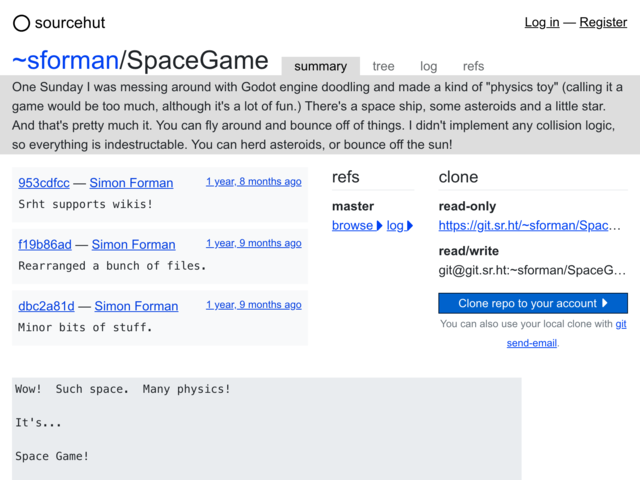 sourcehut
Log in — Register
~sforman/SpaceGame
summary tree log refs
One Sunday I was messing around with Godot engine doodling and made a kind of "physics toy" (calling it a
game would be too much, although it's a lot of fun.) There's a space ship, some asteroids and a little star.
And that's pretty much it. You can fly around and bounce off of things. I didn't implement any collision logic,
so everything is indestructable. You can herd asteroids, or bounce off the sun!
953cdfcc — Simon Forman 1 year, 8 months ago
Srht supports wikis!
f19b86ad — Simon Forman 1 year, 9 months ago
Rearranged a bunch of files.
dbc2a81d — Simon Forman 1 year, 9 months ago
Minor bits of stuff.
refs
master
browse log
clone
read-only
https://git.sr.ht/~sforman/Spac…
read/write
git@git.sr.ht:~sforman/SpaceG…
Clone repo to your account
You can also use your local clone with git
send-email.
Wow!  Such space.  Many physics!
It's...
Space Game!